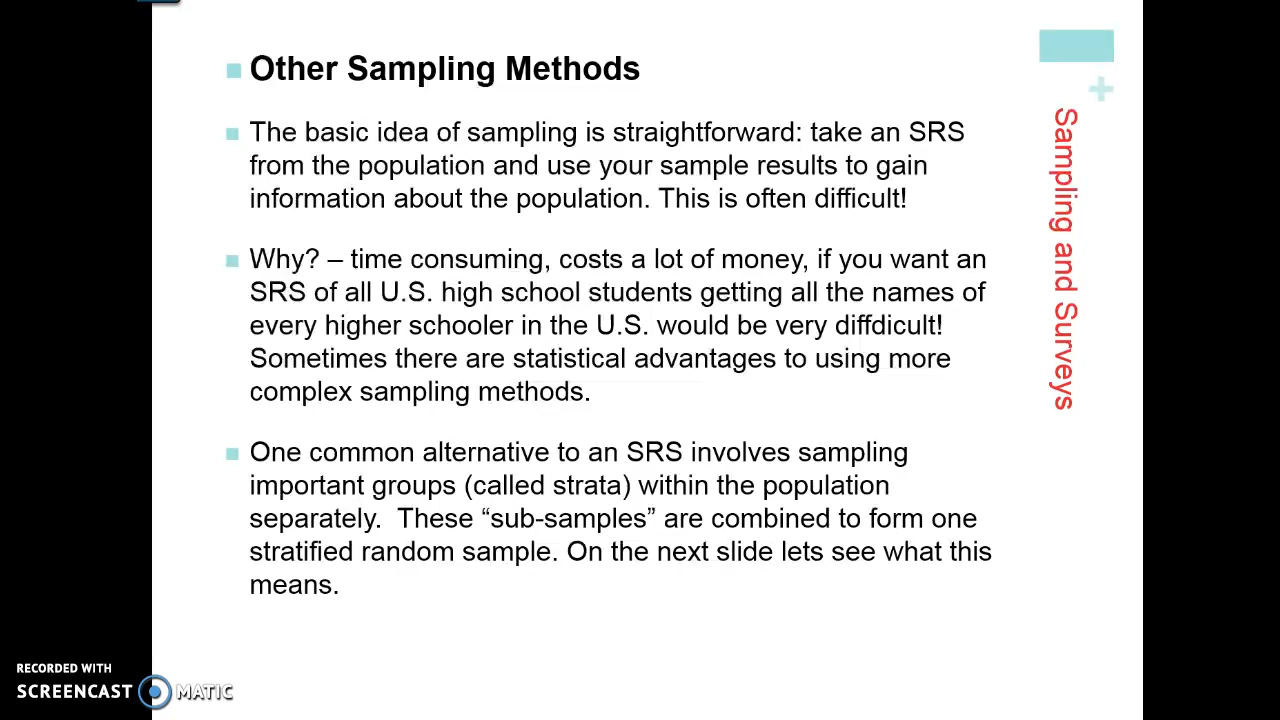 Other Sampling Methods
The basic idea of sampling is straightforward: take an SRS
from the population and use your sample results to gain
information about the population. This is often difficult!
Why? – time consuming, costs a lot of money, if you want an
SRS of all U.S. high school students getting all the names of
every higher schooler in the U.S. would be very diffdicult!
Sometimes there are statistical advantages to using more
complex sampling methods.
One common alternative to an SRS involves sampling
important groups (called strata) within the population
separately.  These “sub-samples” are combined to form one
stratified random sample. On the next slide lets see what this
means.
+
Sampling and Surveys
RECORDED WITH
SCREENCAST MATIC